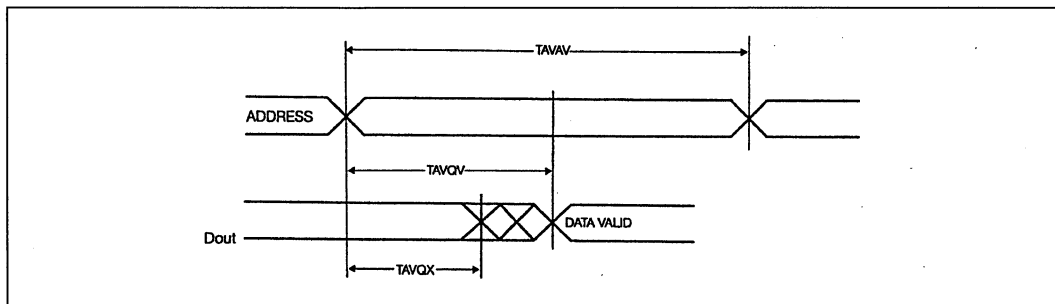 TAVAV
ADDRESS
TAVQV
DATA VALID
Dout
TAVQX